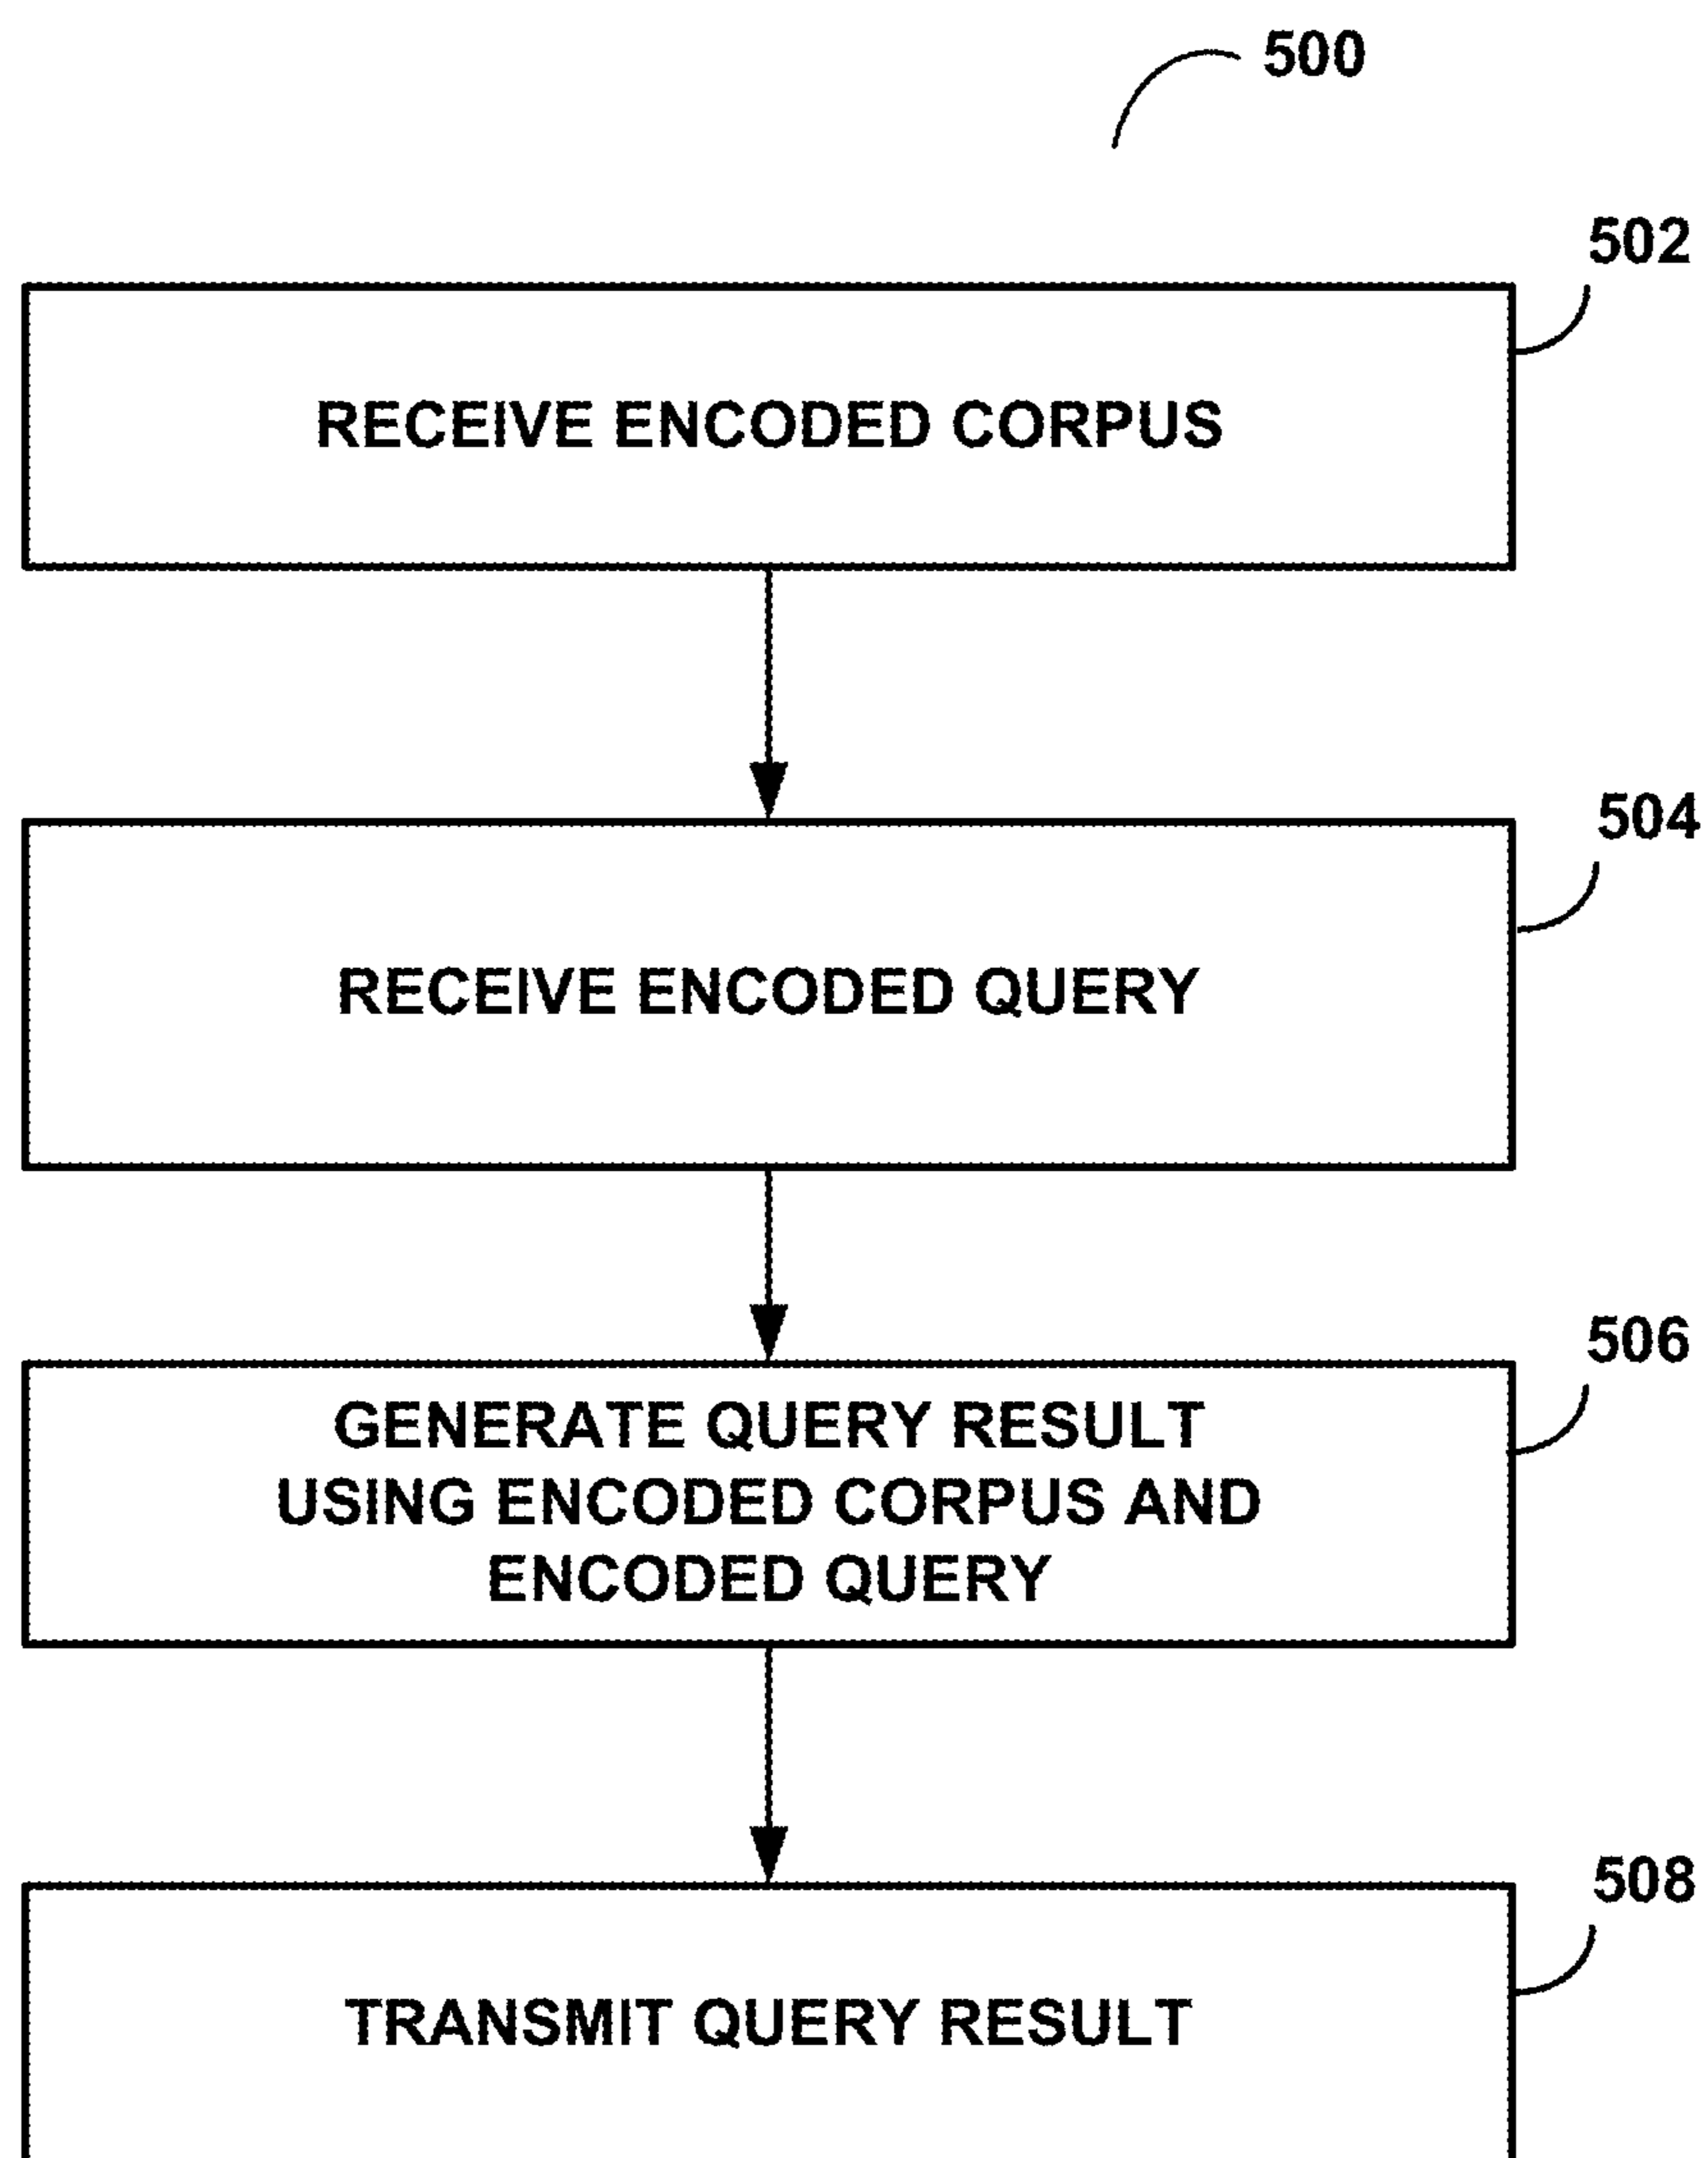 500
502
RECEIVE ENCODED CORPUS
504
RECEIVE ENCODED QUERY
506
GENERATE QUERY RESULT
USING ENCODED CORPUS AND
ENCODED QUERY
508
TRANSMIT QUERY RESULT